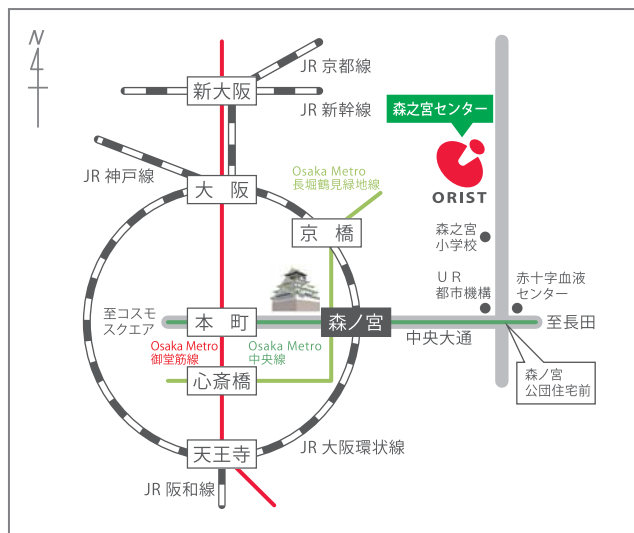 N
JR 京都線
新大阪
JR 新幹線
森之宮センター
JR 神戸線
大阪
Osaka Metro
長堀鶴見緑地線
ORIST
京橋
森之宮
小学校
UR
都市機構
赤十字血液
センター
至コスモ
スクエア
本町
森ノ宮
中央大通
至長田
Osaka Metro
御堂筋線
Osaka Metro
中央線
心斎橋
森ノ宮
公団住宅前
天王寺
JR 大阪環状線
JR 阪和線